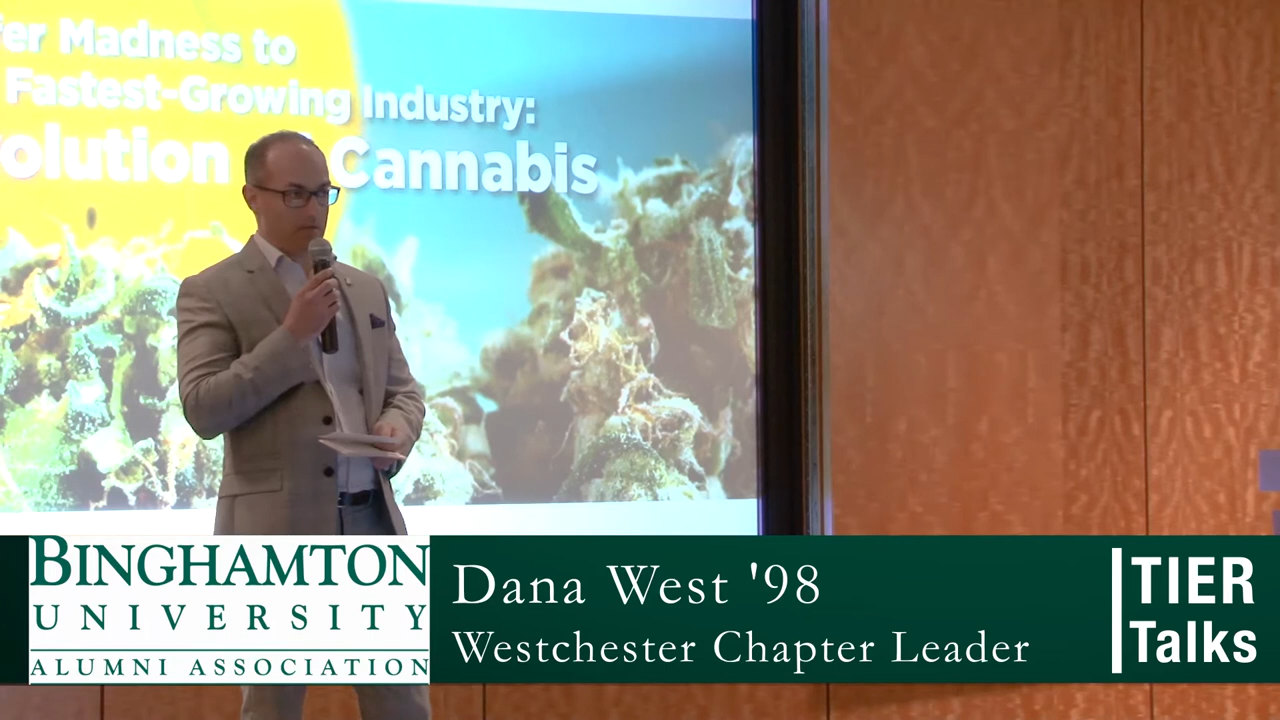 fer Madness to
Fastest-Growing Industry:
olution Cannabis
BINGHAMTON
UNIVERSITY
ALUMNI ASSOCIATION
Dana West '98
Westchester Chapter Leader
TIER
Talks